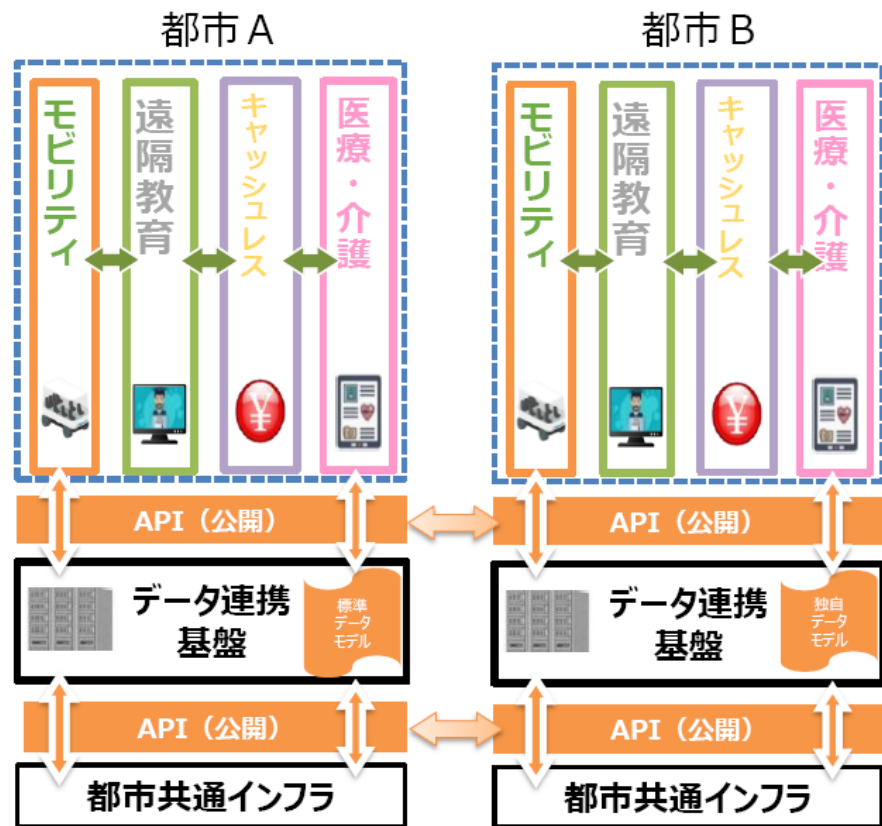 都市A
モビリティ
遠隔教育
キャッシュレス
医療・介護
¥
API（公開）
データ連携
基盤
標準
データ
モデル
API（公開）
都市共通インフラ
都市B
モビリティ
遠隔教育
キャッシュレス
医療・介護
¥
API（公開）
データ連携
基盤
独自
データ
モデル
API（公開）
都市共通インフラ